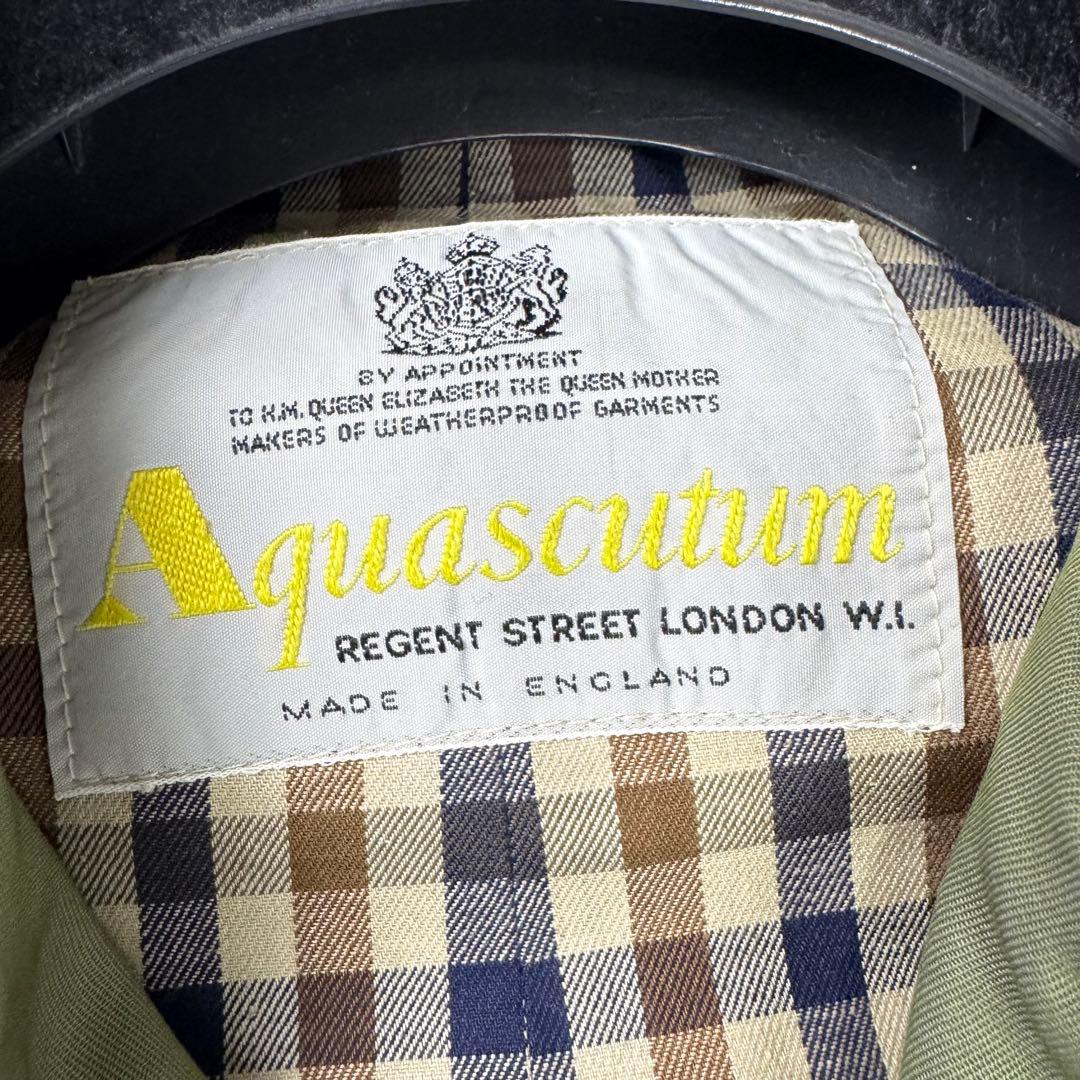 BY APPOINTMENT
TO H.M. QUEEN ELIZABETH THE QUEEN MOTHER
MAKERS OF WEATHERPROOF GARMENTS
Aquascutum
REGENT STREET LONDON W.I.
MADE IN ENGLAND